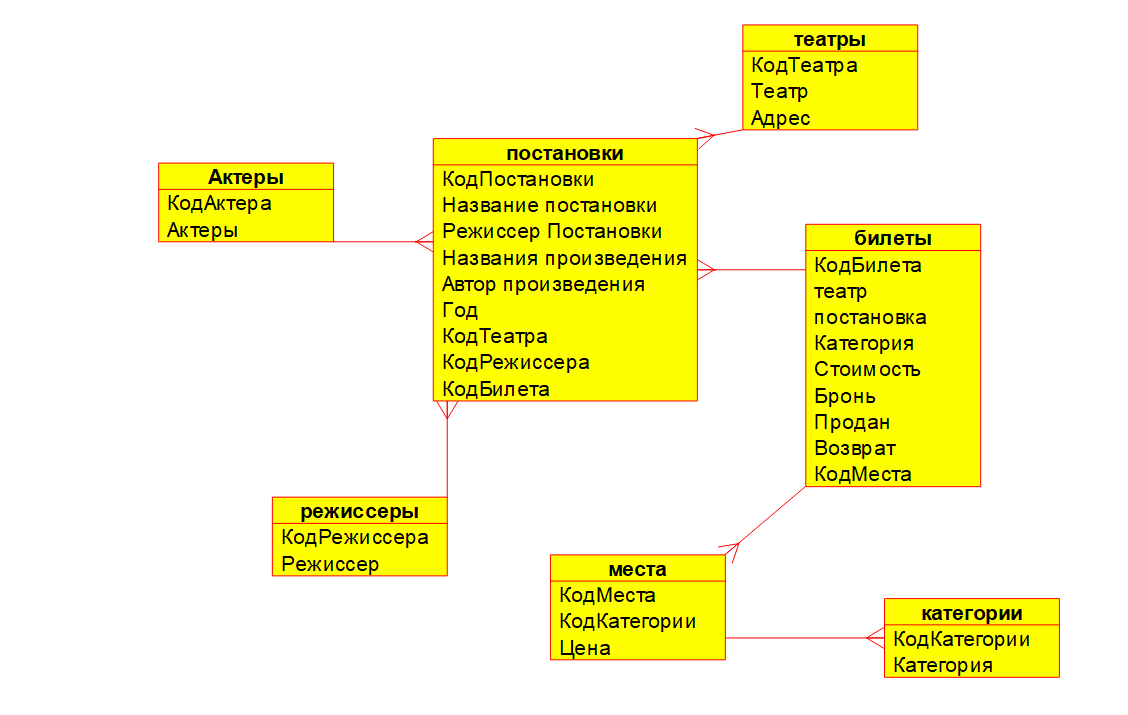 театры
КодТеатра
Театр
Адрес
Актеры
КодАктера
Актеры
постановки
КодПостановки
Название постановки
Режиссер Постановки
Названия произведения
Автор произведения
Год
КодТеатра
КодРежиссера
КодБилета
билеты
КодБилета
театр
постановка
Категория
Стоимость
Бронь
Продан
Возврат
КодМеста
режиссеры
КодРежиссера
Режиссер
места
КодМеста
КодКатегории
Цена
категории
КодКатегории
Категория